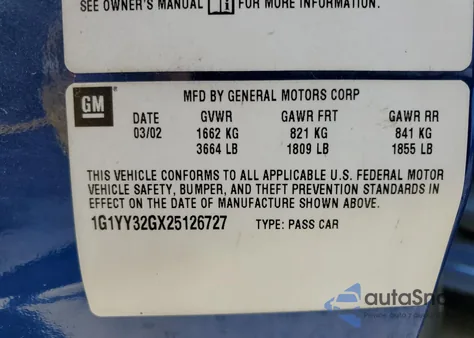 SEE OWNER'S MANUAL FOR MORE INFORMATION.
GM
MFD BY GENERAL MOTORS CORP
DATE GVWR GAWR FRT GAWR RR
03/02 1662 KG 821 KG 841 KG
3664 LB 1809 LB 1855 LB
THIS VEHICLE CONFORMS TO ALL APPLICABLE U.S. FEDERAL MOTOR
VEHICLE SAFETY, BUMPER, AND THEFT PREVENTION STANDARDS
IN EFFECT ON THE DATE OF MANUFACTURE SHOWN ABOVE.
1G1YY32GX25126727 TYPE: PASS CAR